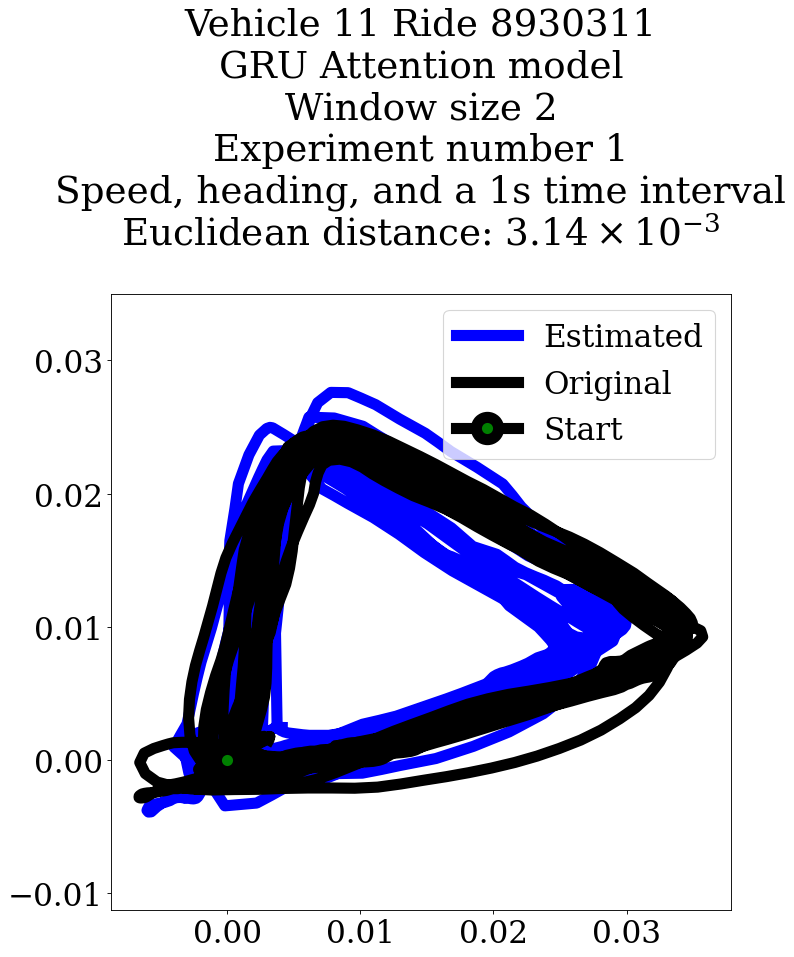 Vehicle 11 Ride 8930311
GRU Attention model
Window size 2
Experiment number 1
Speed, heading, and a 1s time interval
Euclidean distance: 3.14 × 10⁻³
Estimated
Original
Start
0.03
0.02
0.01
0.00
−0.01
0.00 0.01 0.02 0.03